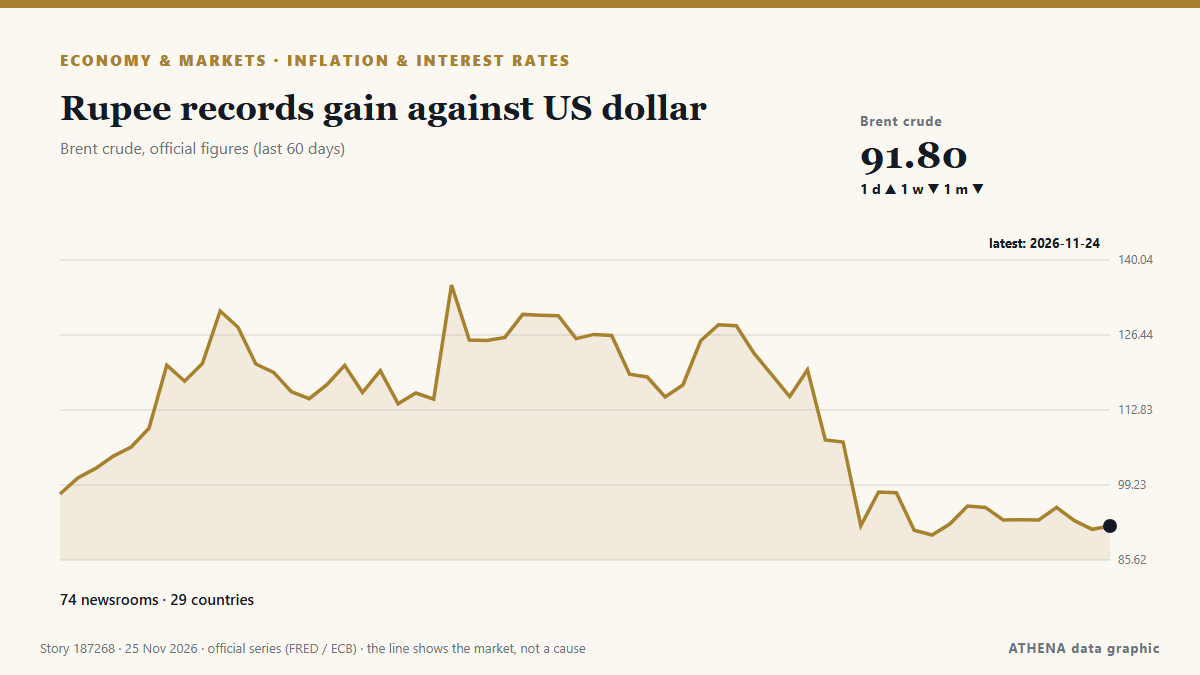 ECONOMY & MARKETS · INFLATION & INTEREST RATES
Rupee records gain against US dollar
Brent crude, official figures (last 60 days)
Brent crude
91.80
1 d ▲ 1 w ▼ 1 m ▼
latest: 2026-11-24
140.04
126.44
112.83
99.23
85.62
74 newsrooms · 29 countries
Story 187268 · 25 Nov 2026 · official series (FRED / ECB) · the line shows the market, not a cause
ATHENA data graphic